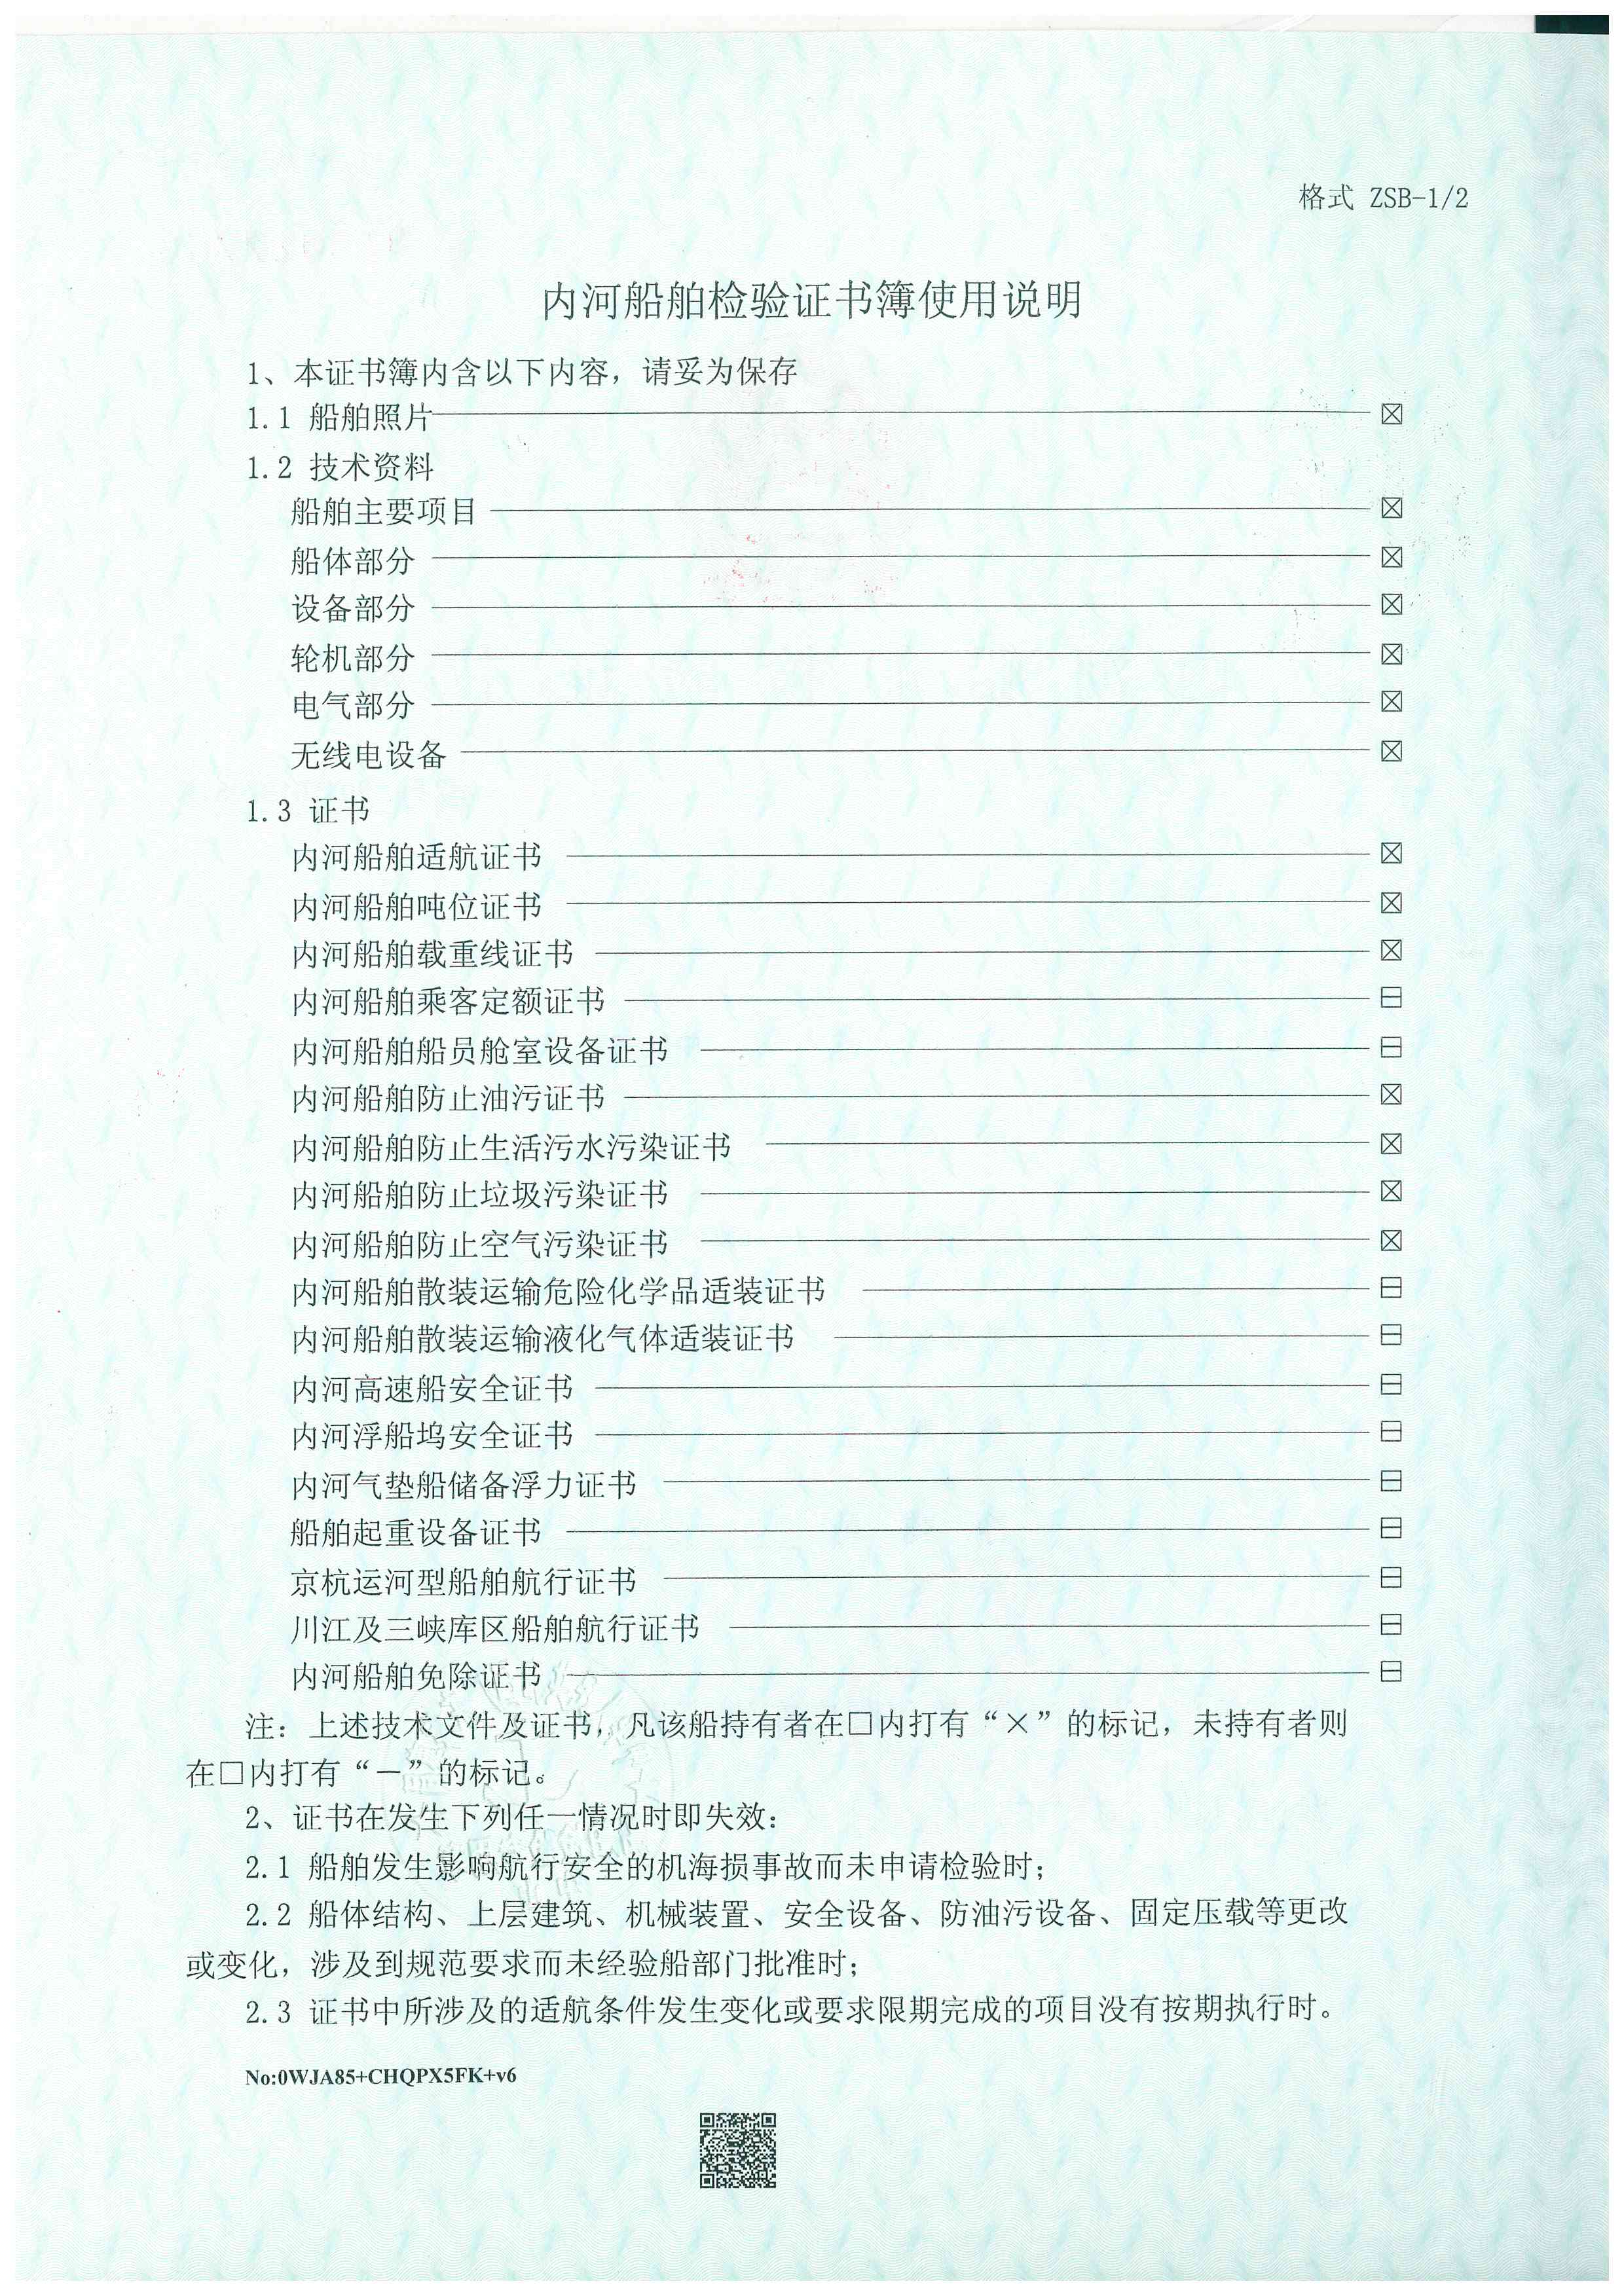 格式 ZSB-1/2
内河船舶检验证书簿使用说明
1、本证书簿内含以下内容，请妥为保存
1.1 船舶照片 ☒
1.2 技术资料
船舶主要项目 ☒
船体部分 ☒
设备部分 ☒
轮机部分 ☒
电气部分 ☒
无线电设备 ☒
1.3 证书
内河船舶适航证书 ☒
内河船舶吨位证书 ☒
内河船舶载重线证书 ☒
内河船舶乘客定额证书 ⊟
内河船舶船员舱室设备证书 ⊟
内河船舶防止油污证书 ☒
内河船舶防止生活污水污染证书 ☒
内河船舶防止垃圾污染证书 ☒
内河船舶防止空气污染证书 ☒
内河船舶散装运输危险化学品适装证书 ⊟
内河船舶散装运输液化气体适装证书 ⊟
内河高速船安全证书 ⊟
内河浮船坞安全证书 ⊟
内河气垫船储备浮力证书 ⊟
船舶起重设备证书 ⊟
京杭运河型船舶航行证书 ⊟
川江及三峡库区船舶航行证书 ⊟
内河船舶免除证书 ⊟
注：上述技术文件及证书，凡该船持有者在□内打有“×”的标记，未持有者则
在□内打有“－”的标记。
2、证书在发生下列任一情况时即失效：
2.1 船舶发生影响航行安全的机海损事故而未申请检验时；
2.2 船体结构、上层建筑、机械装置、安全设备、防油污设备、固定压载等更改
或变化，涉及到规范要求而未经验船部门批准时；
2.3 证书中所涉及的适航条件发生变化或要求限期完成的项目没有按期执行时。
No:0WJA85+CHQPX5FK+v6